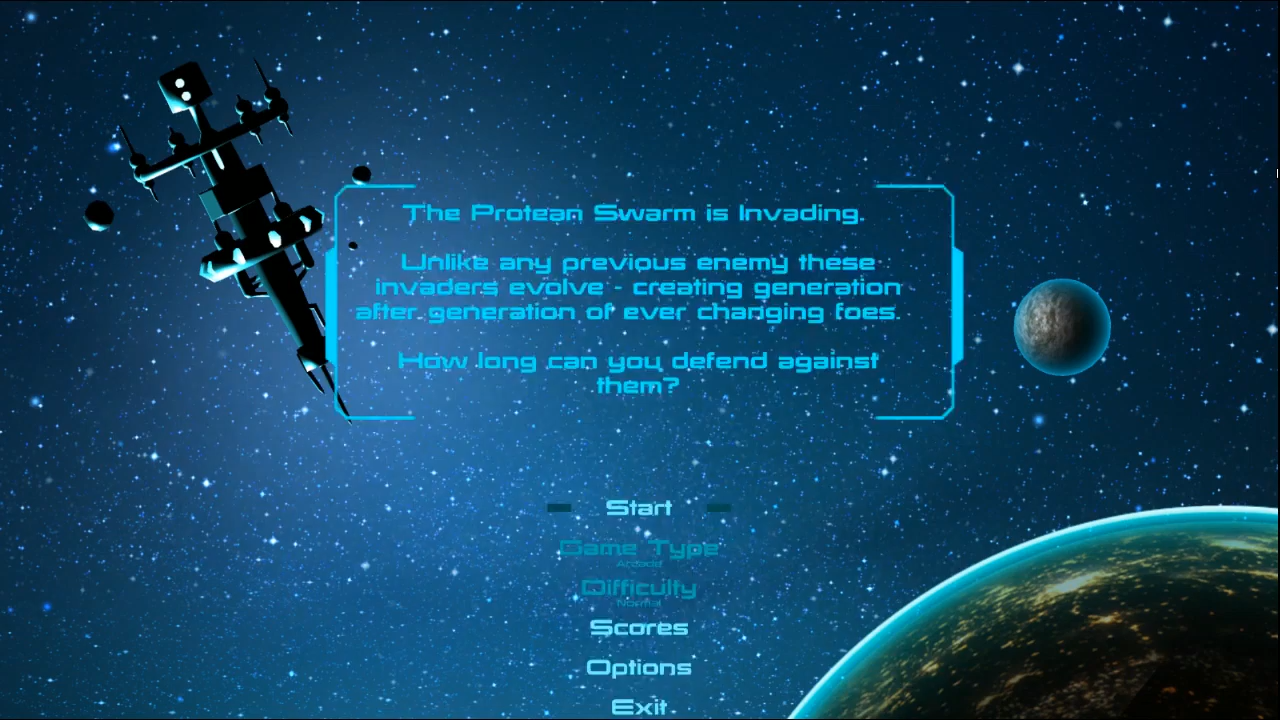 The Protean Swarm is Invading.
Unlike any previous enemy these
invaders evolve - creating generation
after generation of ever changing foes.
How long can you defend against
them?
Start
Game Type
Arcade
Difficulty
Normal
Scores
Options
Exit